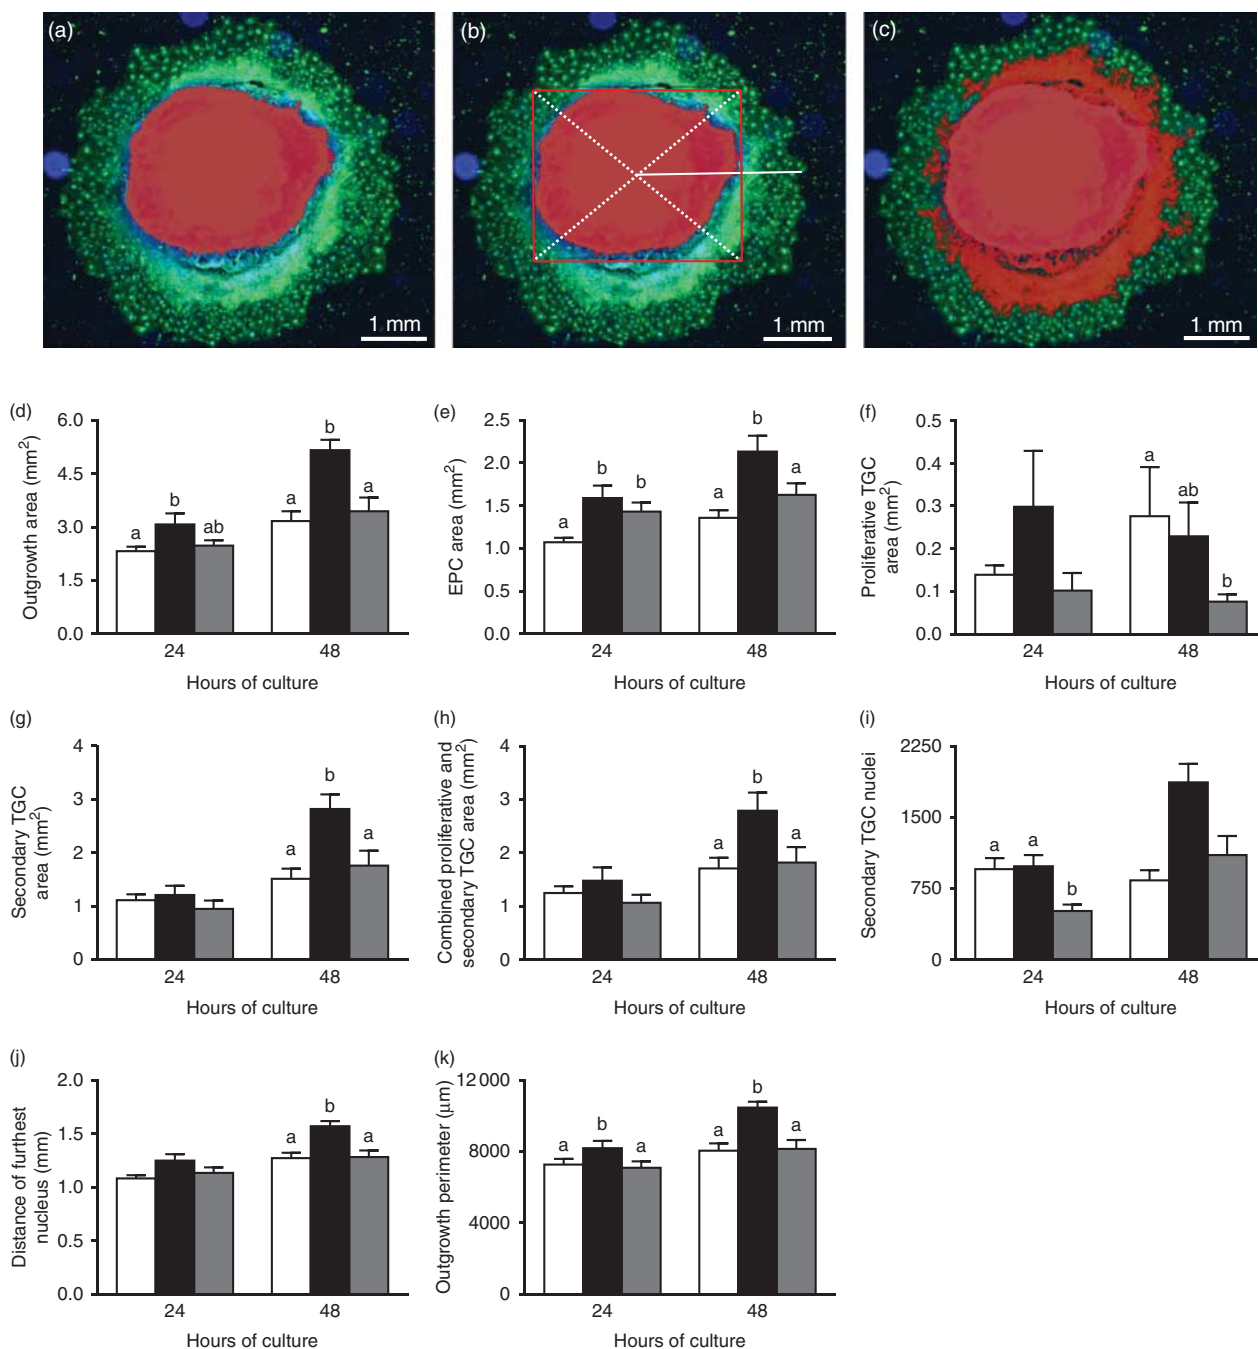 (a)
(b)
(c)
1 mm
1 mm
1 mm
(d)
Outgrowth area (mm²)
6.0
4.5
3.0
1.5
0.0
a
b
ab
a
b
a
24
48
Hours of culture
(e)
EPC area (mm²)
2.5
2.0
1.5
1.0
0.5
0.0
a
b
b
a
b
a
24
48
Hours of culture
(f)
Proliferative TGC
area (mm²)
0.5
0.4
0.3
0.2
0.1
0.0
a
ab
b
24
48
Hours of culture
(g)
Secondary TGC
area (mm²)
4
3
2
1
0
a
b
a
24
48
Hours of culture
(h)
Combined proliferative and
secondary TGC area (mm²)
4
3
2
1
0
a
b
a
24
48
Hours of culture
(i)
Secondary TGC nuclei
2250
1500
750
0
a
a
b
24
48
Hours of culture
(j)
Distance of furthest
nucleus (mm)
2.0
1.5
1.0
0.5
0.0
a
b
a
24
48
Hours of culture
(k)
Outgrowth perimeter (μm)
12 000
8000
4000
0
a
b
a
a
b
a
24
48
Hours of culture